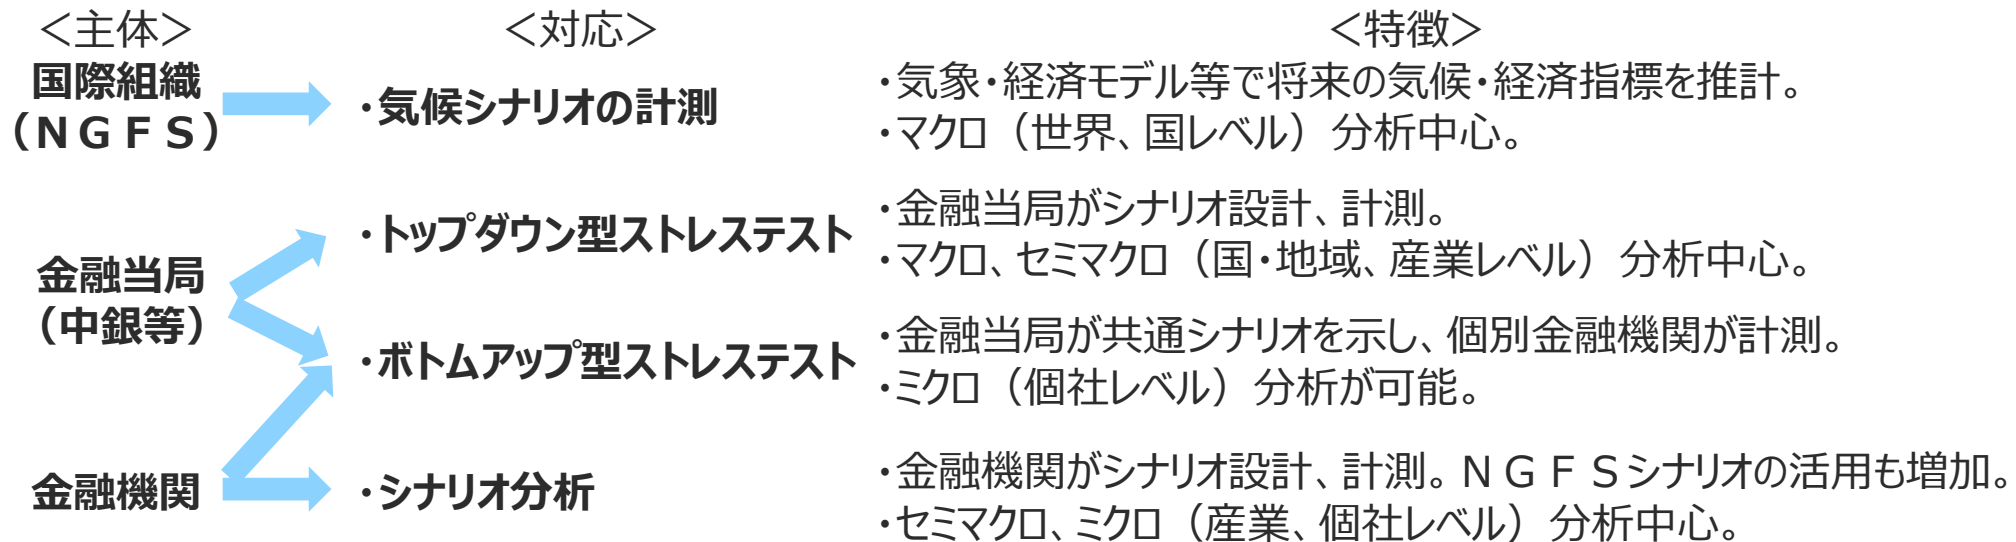 ＜主体＞ ＜対応＞ ＜特徴＞
国際組織
（ＮＧＦＳ）
・気候シナリオの計測
・気象・経済モデル等で将来の気候・経済指標を推計。
・マクロ（世界、国レベル）分析中心。
金融当局
（中銀等）
・トップダウン型ストレステスト
・金融当局がシナリオ設計、計測。
・マクロ、セミマクロ（国・地域、産業レベル）分析中心。
・ボトムアップ型ストレステスト
・金融当局が共通シナリオを示し、個別金融機関が計測。
・ミクロ（個社レベル）分析が可能。
金融機関
・シナリオ分析
・金融機関がシナリオ設計、計測。ＮＧＦＳシナリオの活用も増加。
・セミマクロ、ミクロ（産業、個社レベル）分析中心。